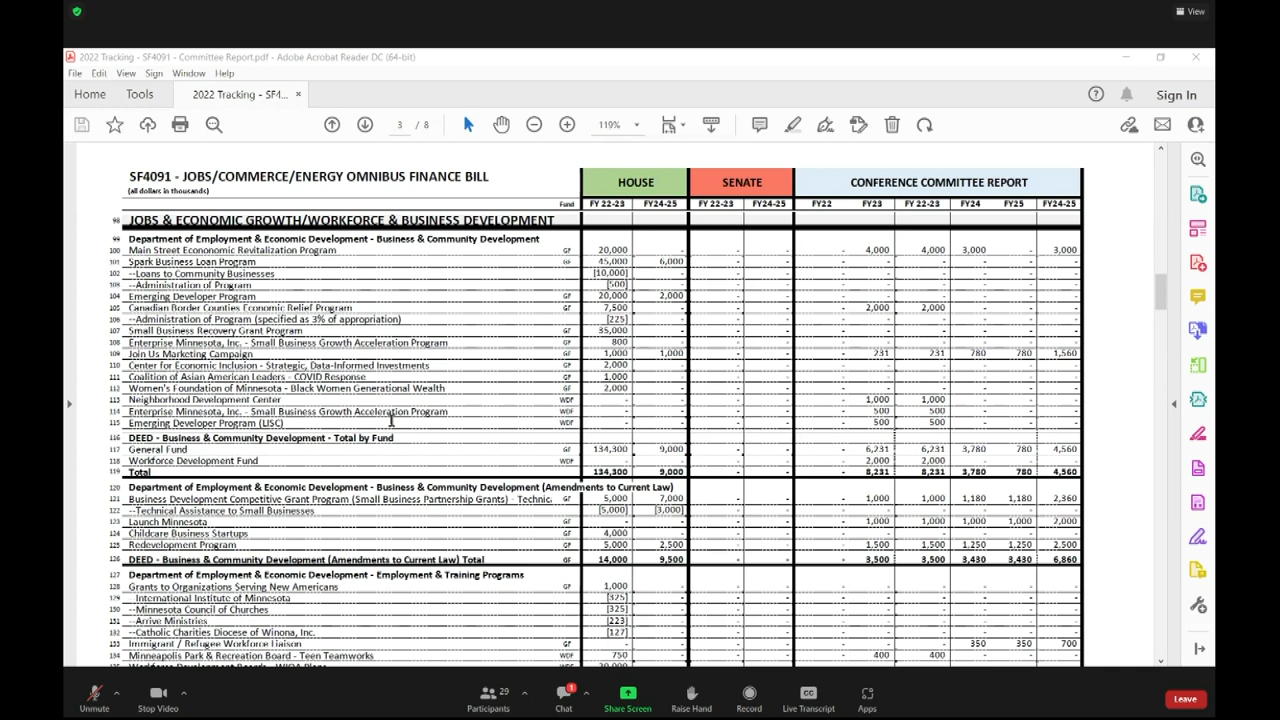 View
2022 Tracking - SF4091 - Committee Report.pdf - Adobe Acrobat Reader DC (64-bit)
File Edit View Sign Window Help
Home Tools 2022 Tracking - SF4... × Sign In
3 / 8 119%
SF4091 - JOBS/COMMERCE/ENERGY OMNIBUS FINANCE BILL HOUSE SENATE CONFERENCE COMMITTEE REPORT
(all dollars in thousands)
Fund FY 22-23 FY24-25 FY 22-23 FY24-25 FY22 FY23 FY 22-23 FY24 FY25 FY24-25
98 JOBS & ECONOMIC GROWTH/WORKFORCE & BUSINESS DEVELOPMENT
99 Department of Employment & Economic Development - Business & Community Development
100 Main Street Econonomic Revitalization Program GF 20,000 - - - - 4,000 4,000 3,000 - 3,000
101 Spark Business Loan Program GF 45,000 6,000 - - - - - - - -
102 --Loans to Community Businesses [10,000] - - - - - - - - -
103 --Administration of Program [500] - - - - - - - - -
104 Emerging Developer Program GF 20,000 2,000 - - - - - - - -
105 Canadian Border Counties Economic Relief Program GF 7,500 - - - - 2,000 2,000 - - -
106 --Administration of Program (specified as 3% of appropriation) [225] - - - - - - - - -
107 Small Business Recovery Grant Program GF 35,000 - - - - - - - - -
108 Enterprise Minnesota, Inc. - Small Business Growth Acceleration Program GF 800 - - - - - - - - -
109 Join Us Marketing Campaign GF 1,000 1,000 - - - 231 231 780 780 1,560
110 Center for Economic Inclusion - Strategic, Data-Informed Investments GF 2,000 - - - - - - - - -
111 Coalition of Asian American Leaders - COVID Response GF 1,000 - - - - - - - - -
112 Women's Foundation of Minnesota - Black Women Generational Wealth GF 2,000 - - - - - - - - -
113 Neighborhood Development Center WDF - - - - - 1,000 1,000 - - -
114 Enterprise Minnesota, Inc. - Small Business Growth Acceleration Program WDF - - - - - 500 500 - - -
115 Emerging Developer Program (LISC) WDF - - - - - 500 500 - - -
116 DEED - Business & Community Development - Total by Fund
117 General Fund GF 134,300 9,000 - - - 6,231 6,231 3,780 780 4,560
118 Workforce Development Fund WDF - - - - - 2,000 2,000 - - -
119 Total 134,300 9,000 - - - 8,231 8,231 3,780 780 4,560
120 Department of Employment & Economic Development - Business & Community Development (Amendments to Current Law)
121 Business Development Competitive Grant Program (Small Business Partnership Grants) - Technic. GF 5,000 7,000 - - - 1,000 1,000 1,180 1,180 2,360
122 --Technical Assistance to Small Businesses [5,000] [3,000] - - - - - - - -
123 Launch Minnesota GF - - - - - 1,000 1,000 1,000 1,000 2,000
124 Childcare Business Startups GF 4,000 - - - - - - - - -
125 Redevelopment Program GF 5,000 2,500 - - - 1,500 1,500 1,250 1,250 2,500
126 DEED - Business & Community Development (Amendments to Current Law) Total GF 14,000 9,500 - - - 3,500 3,500 3,430 3,430 6,860
127 Department of Employment & Economic Development - Employment & Training Programs
128 Grants to Organizations Serving New Americans GF 1,000 - - - - - - - - -
129 --International Institute of Minnesota [325] - - - - - - - - -
130 --Minnesota Council of Churches [325] - - - - - - - - -
131 --Arrive Ministries [223] - - - - - - - - -
132 --Catholic Charities Diocese of Winona, Inc. [127] - - - - - - - - -
133 Immigrant / Refugee Workforce Liaison GF - - - - - - - 350 350 700
134 Minneapolis Park & Recreation Board - Teen Teamworks WDF 750 - - - - 400 400 - - -
Unmute Stop Video Participants 29 Chat 1 Share Screen Raise Hand Record Live Transcript Apps Leave